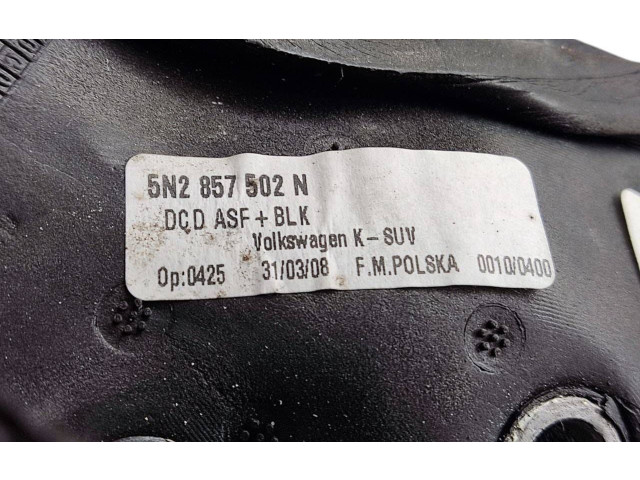 5N2 857 502 N
DCD ASF + BLK
Volkswagen K-SUV
Op:0425 31/03/08 F.M.POLSKA 0010/0400